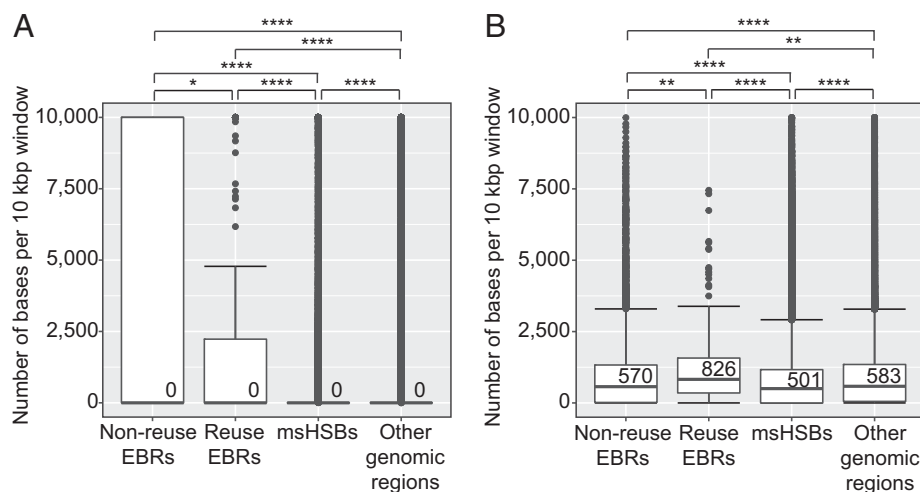 A
****
****
****
* **** ****
Number of bases per 10 kbp window
10,000
7,500
5,000
2,500
0
0 0 0 0
Non-reuse EBRs
Reuse EBRs
msHSBs
Other genomic regions
B
****
**
****
** **** ****
Number of bases per 10 kbp window
10,000
7,500
5,000
2,500
0
570 826 501 583
Non-reuse EBRs
Reuse EBRs
msHSBs
Other genomic regions